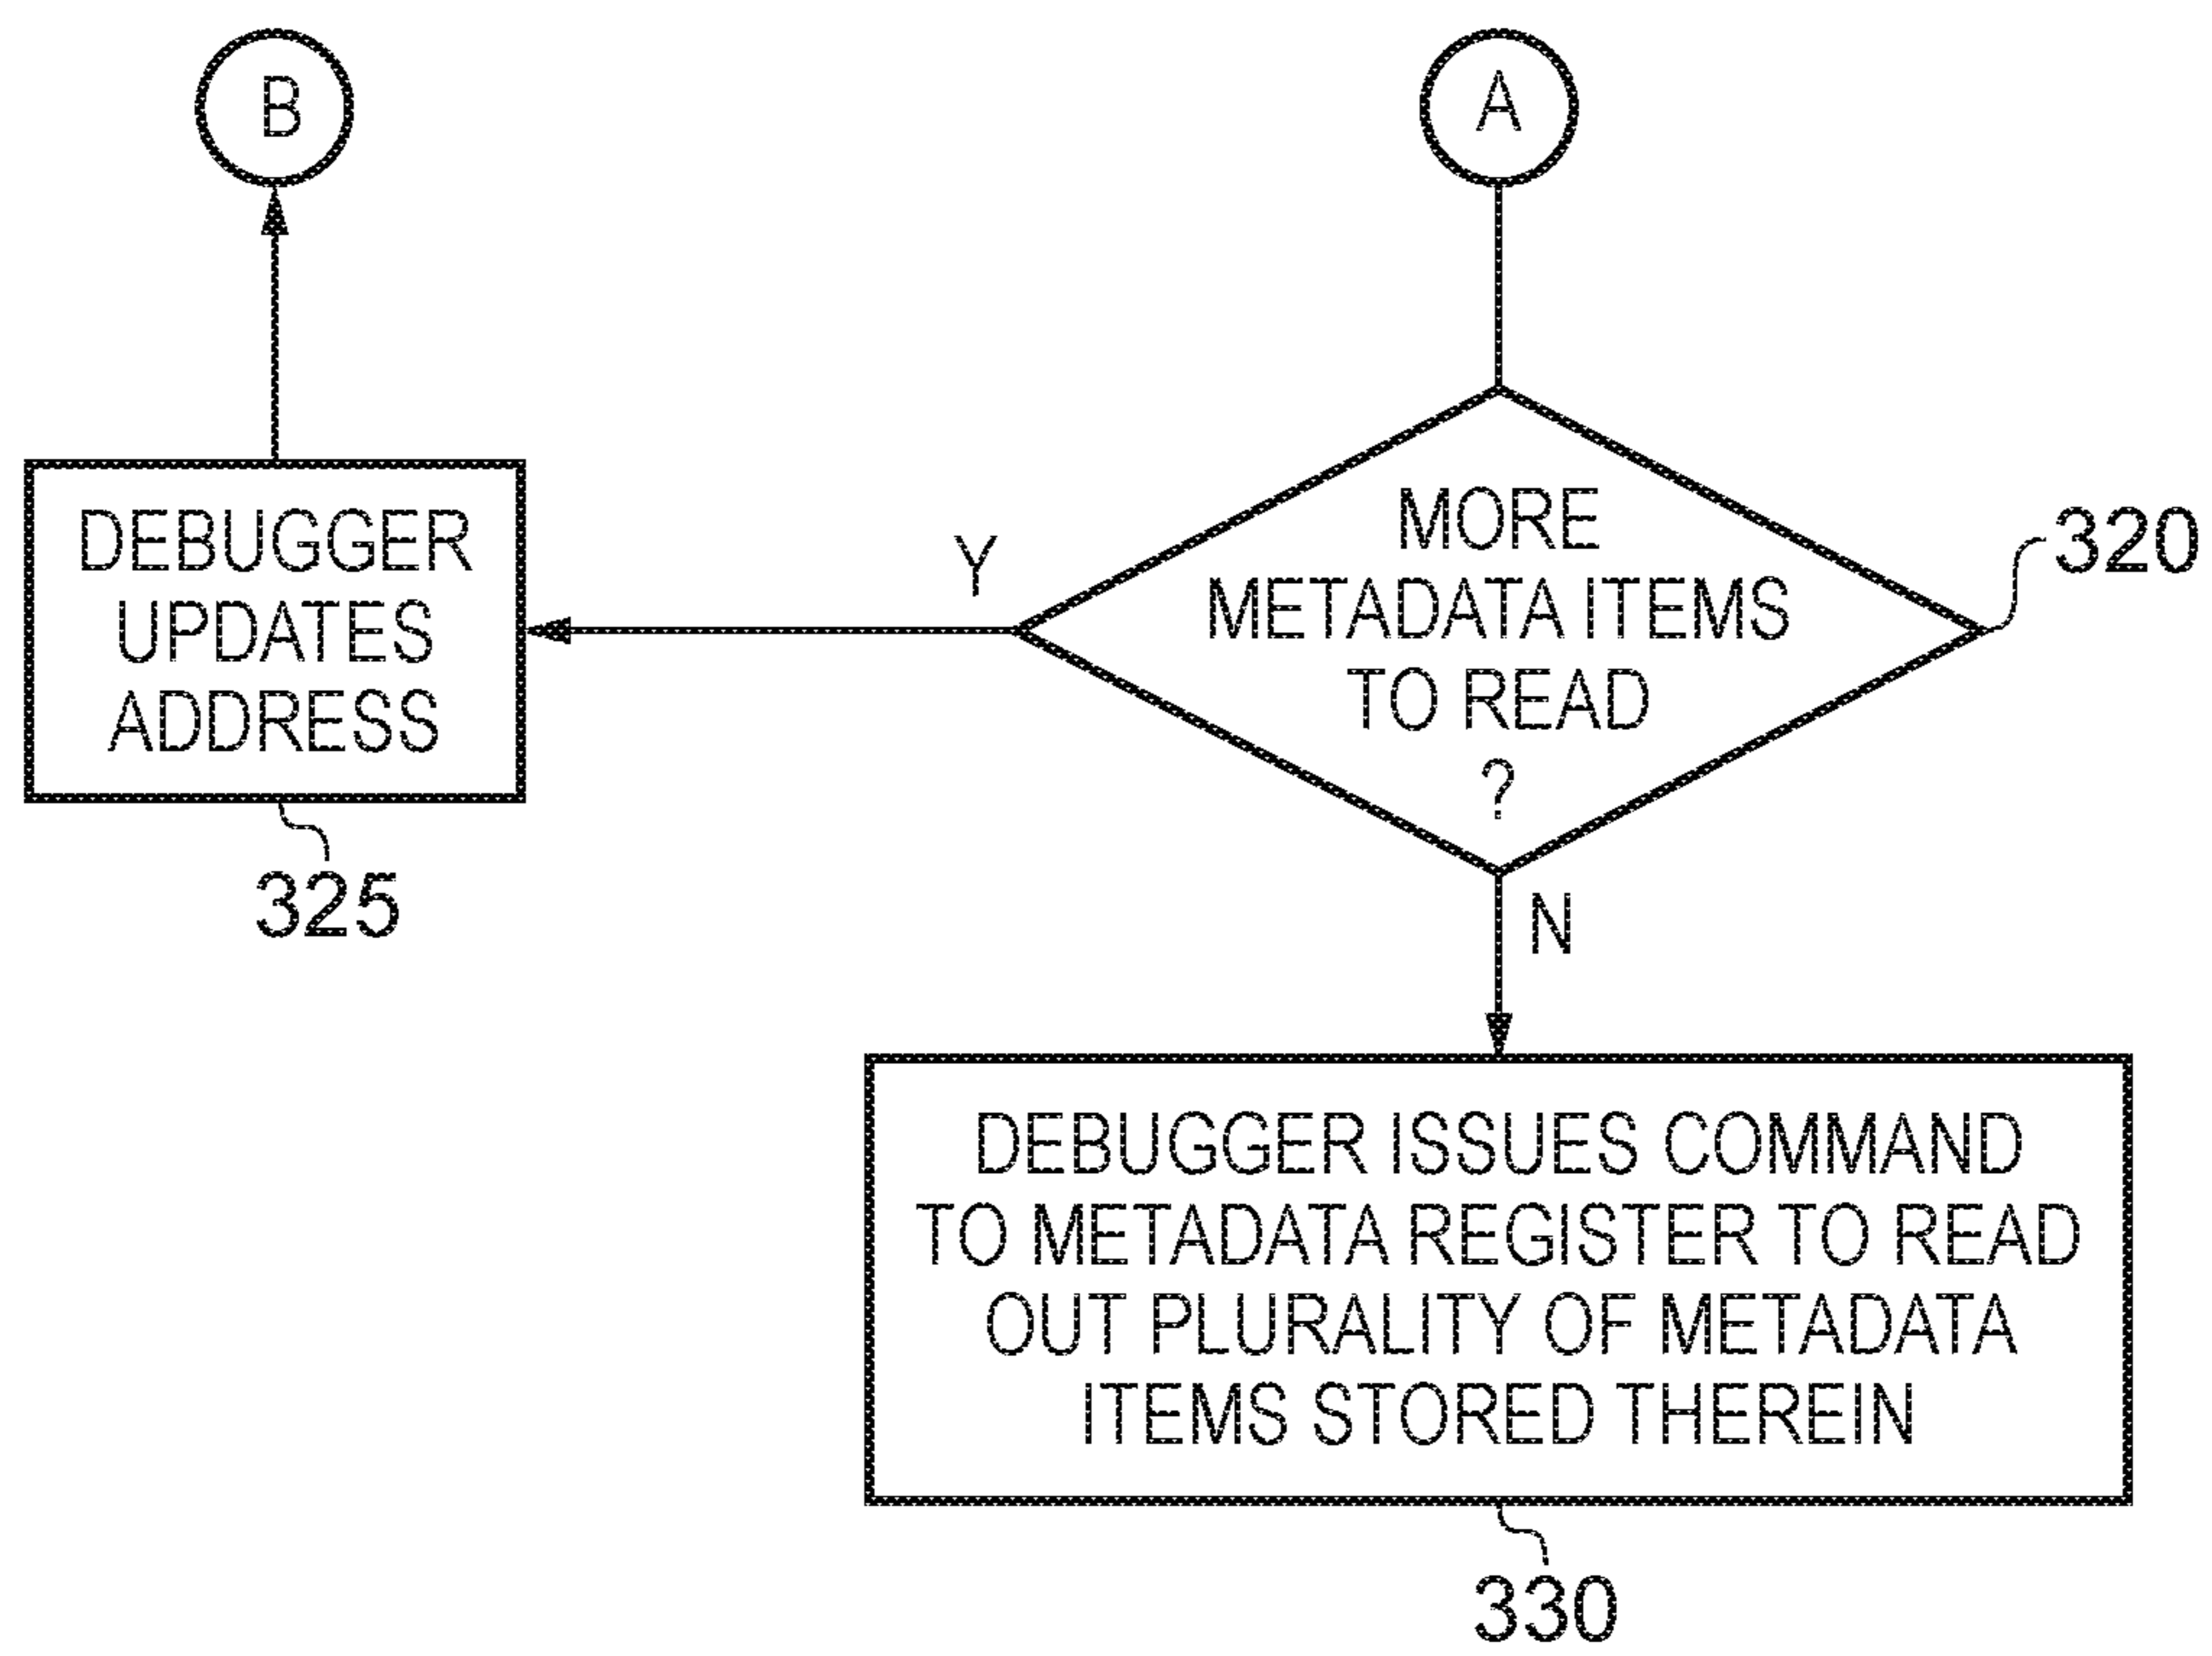 B
A
DEBUGGER
UPDATES
ADDRESS
325
Y
MORE
METADATA ITEMS
TO READ
?
320
N
DEBUGGER ISSUES COMMAND
TO METADATA REGISTER TO READ
OUT PLURALITY OF METADATA
ITEMS STORED THEREIN
330